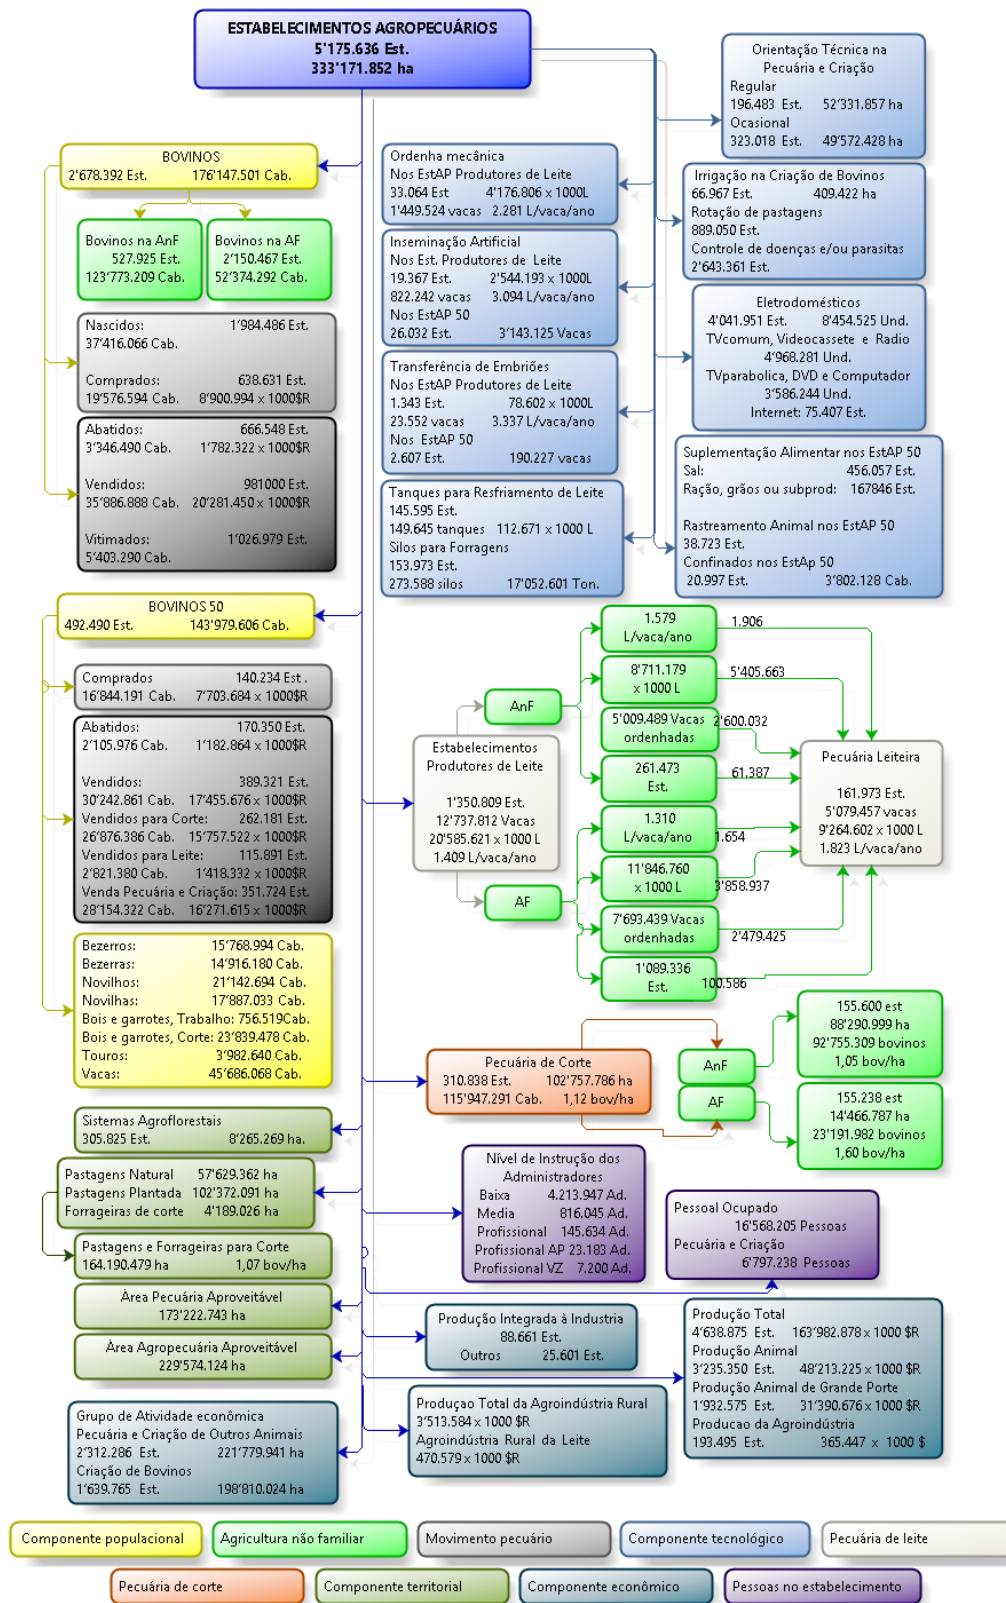 ESTABELECIMENTOS AGROPECUÁRIOS
5'175.636 Est.
333'171.852 ha
Orientação Técnica na
Pecuária e Criação
Regular
196.483 Est. 52'331.857 ha
Ocasional
323.018 Est. 49'572.428 ha
BOVINOS
2'678.392 Est. 176'147.501 Cab.
Bovinos na AnF
527.925 Est.
123'773.209 Cab.
Bovinos na AF
2'150.467 Est.
52'374.292 Cab.
Nascidos: 1'984.486 Est.
37'416.066 Cab.
Comprados: 638.631 Est.
19'576.594 Cab. 8'900.994 x 1000$R
Abatidos: 666.548 Est.
3'346.490 Cab. 1'782.322 x 1000$R
Vendidos: 981000 Est.
35'886.888 Cab. 20'281.450 x 1000$R
Vitimados: 1'026.979 Est.
5'403.290 Cab.
Ordenha mecânica
Nos EstAP Produtores de Leite
33.064 Est 4'176.806 x 1000L
1'449.524 vacas 2.281 L/vaca/ano
Inseminação Artificial
Nos Est. Produtores de Leite
19.367 Est. 2'544.193 x 1000L
822.242 vacas 3.094 L/vaca/ano
Nos EstAP 50
26.032 Est. 3'143.125 Vacas
Transferência de Embriões
Nos EstAP Produtores de Leite
1.343 Est. 78.602 x 1000L
23.552 vacas 3.337 L/vaca/ano
Nos EstAP 50
2.607 Est. 190.227 vacas
Tanques para Resfriamento de Leite
145.595 Est.
149.645 tanques 112.671 x 1000 L
Silos para Forragens
153.973 Est.
273.588 silos 17'052.601 Ton.
Irrigação na Criação de Bovinos
66.967 Est. 409.422 ha
Rotação de pastagens
889.050 Est.
Controle de doenças e/ou parasitas
2'643.361 Est.
Eletrodomésticos
4'041.951 Est. 8'454.525 Und.
TVcomum, Videocassete e Radio
4'968.281 Und.
TVparabolica, DVD e Computador
3'586.244 Und.
Internet: 75.407 Est.
Suplementação Alimentar nos EstAP 50
Sal: 456.057 Est.
Ração, grãos ou subprod: 167846 Est.
Rastreamento Animal nos EstAP 50
38.723 Est.
Confinados nos EstAp 50
20.997 Est. 3'802.128 Cab.
BOVINOS 50
492.490 Est. 143'979.606 Cab.
Comprados 140.234 Est .
16'844.191 Cab. 7'703.684 x 1000$R
Abatidos: 170.350 Est.
2'105.976 Cab. 1'182.864 x 1000$R
Vendidos: 389.321 Est.
30'242.861 Cab. 17'455.676 x 1000$R
Vendidos para Corte: 262.181 Est.
26'876.386 Cab. 15'757.522 x 1000$R
Vendidos para Leite: 115.891 Est.
2'821.380 Cab. 1'418.332 x 1000$R
Venda Pecuária e Criação: 351.724 Est.
28'154.322 Cab. 16'271.615 x 1000$R
Bezerros: 15'768.994 Cab.
Bezerras: 14'916.180 Cab.
Novilhos: 21'142.694 Cab.
Novilhas: 17'887.033 Cab.
Bois e garrotes, Trabalho: 756.519Cab.
Bois e garrotes, Corte: 23'839.478 Cab.
Touros: 3'982.640 Cab.
Vacas: 45'686.068 Cab.
Estabelecimentos
Produtores de Leite
1'350.809 Est.
12'737.812 Vacas
20'585.621 x 1000 L
1.409 L/vaca/ano
AnF
AF
1.579
L/vaca/ano
1.906
8'711.179
x 1000 L
5'405.663
5'009.489 Vacas
ordenhadas
2'600.032
261.473
Est.
61.387
1.310
L/vaca/ano
1.654
11'846.760
x 1000 L
3'858.937
7'693.439 Vacas
ordenhadas
2'479.425
1'089.336
Est.
100.586
Pecuária Leiteira
161.973 Est.
5'079.457 vacas
9'264.602 x 1000 L
1.823 L/vaca/ano
Pecuária de Corte
310.838 Est. 102'757.786 ha
115'947.291 Cab. 1,12 bov/ha
AnF
AF
155.600 est
88'290.999 ha
92'755.309 bovinos
1,05 bov/ha
155.238 est
14'466.787 ha
23'191.982 bovinos
1,60 bov/ha
Sistemas Agroflorestais
305.825 Est. 8'265.269 ha.
Pastagens Natural 57'629.362 ha
Pastagens Plantada 102'372.091 ha
Forrageiras de corte 4'189.026 ha
Pastagens e Forrageiras para Corte
164.190.479 ha 1,07 bov/ha
Área Pecuária Aproveitável
173'222.743 ha
Área Agropecuária Aproveitável
229'574.124 ha
Nível de Instrução dos
Administradores
Baixa 4.213.947 Ad.
Media 816.045 Ad.
Profissional 145.634 Ad.
Profissional AP 23.183 Ad.
Profissional VZ 7.200 Ad.
Pessoal Ocupado
16'568.205 Pessoas
Pecuária e Criação
6'797.238 Pessoas
Produção Integrada à Industria
88.661 Est.
Outros 25.601 Est.
Produção Total
4'638.875 Est. 163'982.878 x 1000 $R
Produção Animal
3'235.350 Est. 48'213.225 x 1000 $R
Produção Animal de Grande Porte
1'932.575 Est. 31'390.676 x 1000 $R
Producao da Agroindústria
193.495 Est. 365.447 x 1000 $
Grupo de Atividade econômica
Pecuária e Criação de Outros Animais
2'312.286 Est. 221'779.941 ha
Criação de Bovinos
1'639.765 Est. 198'810.024 ha
Produçao Total da Agroindústria Rural
3'513.584 x 1000 $R
Agroindústria Rural da Leite
470.579 x 1000 $R
Componente populacional
Agricultura não familiar
Movimento pecuário
Componente tecnológico
Pecuária de leite
Pecuária de corte
Componente territorial
Componente econômico
Pessoas no estabelecimento